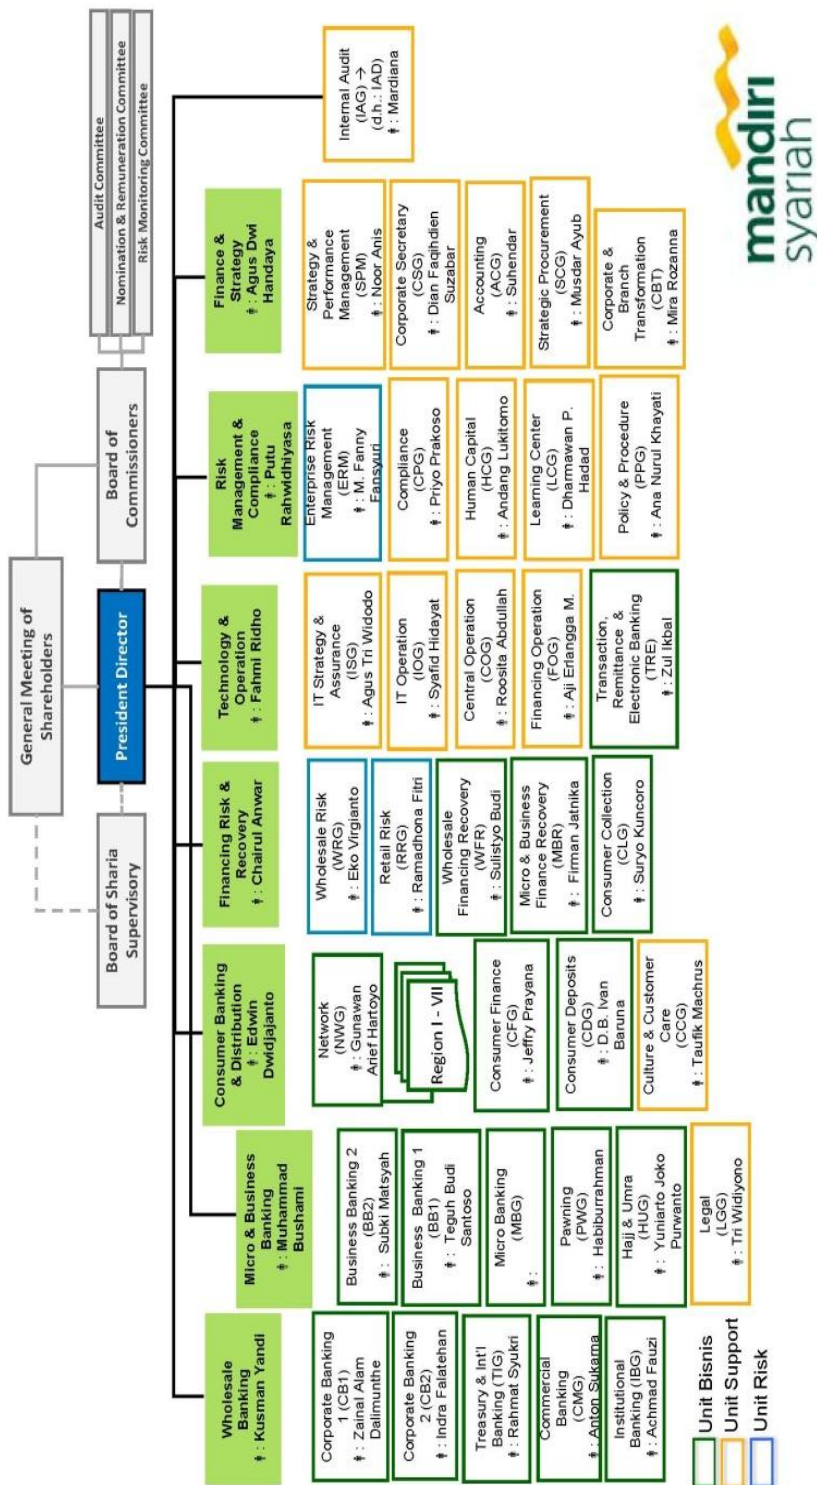 General Meeting of
Shareholders
Board of Sharia
Supervisory
President Director
Board of
Commissioners
Audit Committee
Nomination & Remuneration Committee
Risk Monitoring Committee
Wholesale
Banking
: Kusman Yandi
Corporate Banking
1 (CB1)
: Zainal Alam
Dalimunthe
Corporate Banking
2 (CB2)
: Indra Falatehan
Treasury & Int'l
Banking (TIG)
: Rahmat Syukri
Commercial
Banking
(CMG)
: Anton Sukarna
Institutional
Banking (IBG)
: Achmad Fauzi
Micro & Business
Banking
: Muhammad
Bushami
Business Banking 2
(BB2)
: Subki Matsyah
Business Banking 1
(BB1)
: Teguh Budi
Santoso
Micro Banking
(MBG)
:
Pawning
(PWG)
: Habiburrahman
Hajj & Umra
(HUG)
: Yuniarto Joko
Purwanto
Legal
(LGG)
: Tri Widiyono
Consumer Banking
& Distribution
: Edwin
Dwidjajanto
Network
(NWG)
: Gunawan
Arief Hartoyo
Region I - VII
Consumer Finance
(CFG)
: Jeffry Prayana
Consumer Deposits
(CDG)
: D.B. Ivan
Baruna
Culture & Customer
Care
(CCG)
: Taufik Machrus
Financing Risk &
Recovery
: Chairul Anwar
Wholesale Risk
(WRG)
: Eko Virgianto
Retail Risk
(RRG)
: Ramadhona Fitri
Wholesale
Financing Recovery
(WFR)
: Sulistyo Budi
Micro & Business
Finance Recovery
(MBR)
: Firman Jatnika
Consumer Collection
(CLG)
: Suryo Kuncoro
Technology &
Operation
: Fahmi Ridho
IT Strategy &
Assurance
(ISG)
: Agus Tri Widodo
IT Operation
(IOG)
: Syafid Hidayat
Central Operation
(COG)
: Roosita Abdullah
Financing Operation
(FOG)
: Aji Erlangga M.
Transaction,
Remittance &
Electronic Banking
(TRE)
: Zul Ikbal
Risk
Management &
Compliance
: Putu
Rahwidhiyasa
Enterprise Risk
Management
(ERM)
: M. Fanny
Fansyuri
Compliance
(CPG)
: Priyo Prakoso
Human Capital
(HCG)
: Andang Lukitomo
Learning Center
(LCG)
: Dharmawan P.
Hadad
Policy & Procedure
(PPG)
: Ana Nurul Khayati
Finance &
Strategy
: Agus Dwi
Handaya
Strategy &
Performance
Management
(SPM)
: Noor Anis
Corporate Secretary
(CSG)
: Dian Faqihdien
Suzabar
Accounting
(ACG)
: Suhendar
Strategic Procurement
(SCG)
: Musdar Ayub
Corporate &
Branch
Transformation
(CBT)
: Mira Rozanna
Internal Audit
(IAG) →
(d.h.: IAD)
: Mardiana
Unit Bisnis
Unit Support
Unit Risk
mandiri
syariah